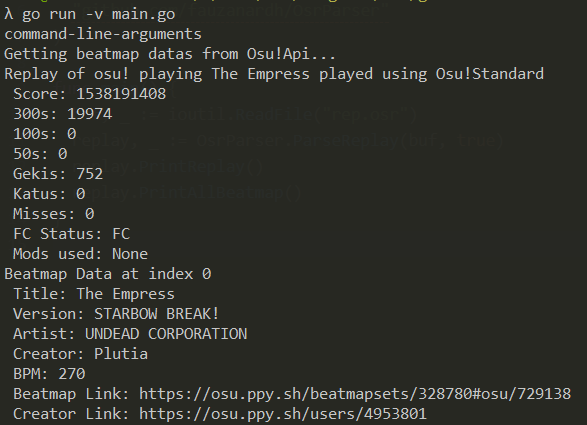 λ go run -v main.go
command-line-arguments
Getting beatmap datas from Osu!Api...
Replay of osu! playing The Empress played using Osu!Standard
Score: 1538191408
300s: 19974
100s: 0
50s: 0
Gekis: 752
Katus: 0
Misses: 0
FC Status: FC
Mods used: None
Beatmap Data at index 0
Title: The Empress
Version: STARBOW BREAK!
Artist: UNDEAD CORPORATION
Creator: Plutia
BPM: 270
Beatmap Link: https://osu.ppy.sh/beatmapsets/328780#osu/729138
Creator Link: https://osu.ppy.sh/users/4953801